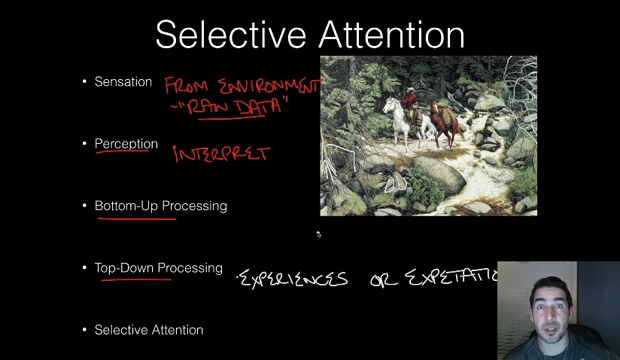 Selective Attention
• Sensation FROM ENVIRONMENT
- "RAW DATA"
• Perception INTERPRET
• Bottom-Up Processing
• Top-Down Processing EXPERIENCES OR EXPETATIO
• Selective Attention